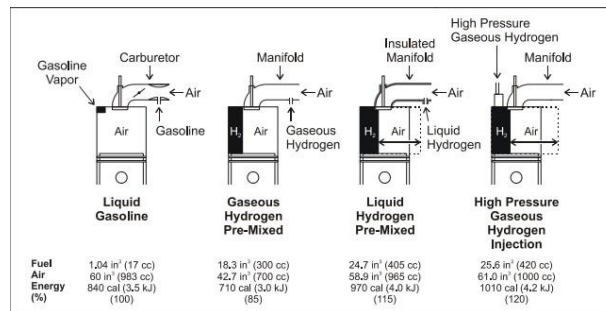 High Pressure
Gaseous Hydrogen
Carburetor
Manifold
Insulated
Manifold
Manifold
Gasoline
Vapor
Air
Air
Air
Air
Air
H₂
Air
H₂
Air
H₂
Air
Gasoline
Gaseous
Hydrogen
Liquid
Hydrogen
Liquid
Gasoline
Gaseous
Hydrogen
Pre-Mixed
Liquid
Hydrogen
Pre-Mixed
High Pressure
Gaseous
Hydrogen
Injection
Fuel 1.04 in³ (17 cc) 18.3 in³ (300 cc) 24.7 in³ (405 cc) 25.6 in³ (420 cc)
Air 60 in³ (983 cc) 42.7 in³ (700 cc) 58.9 in³ (965 cc) 61.0 in³ (1000 cc)
Energy 840 cal (3.5 kJ) 710 cal (3.0 kJ) 970 cal (4.0 kJ) 1010 cal (4.2 kJ)
(%) (100) (85) (115) (120)